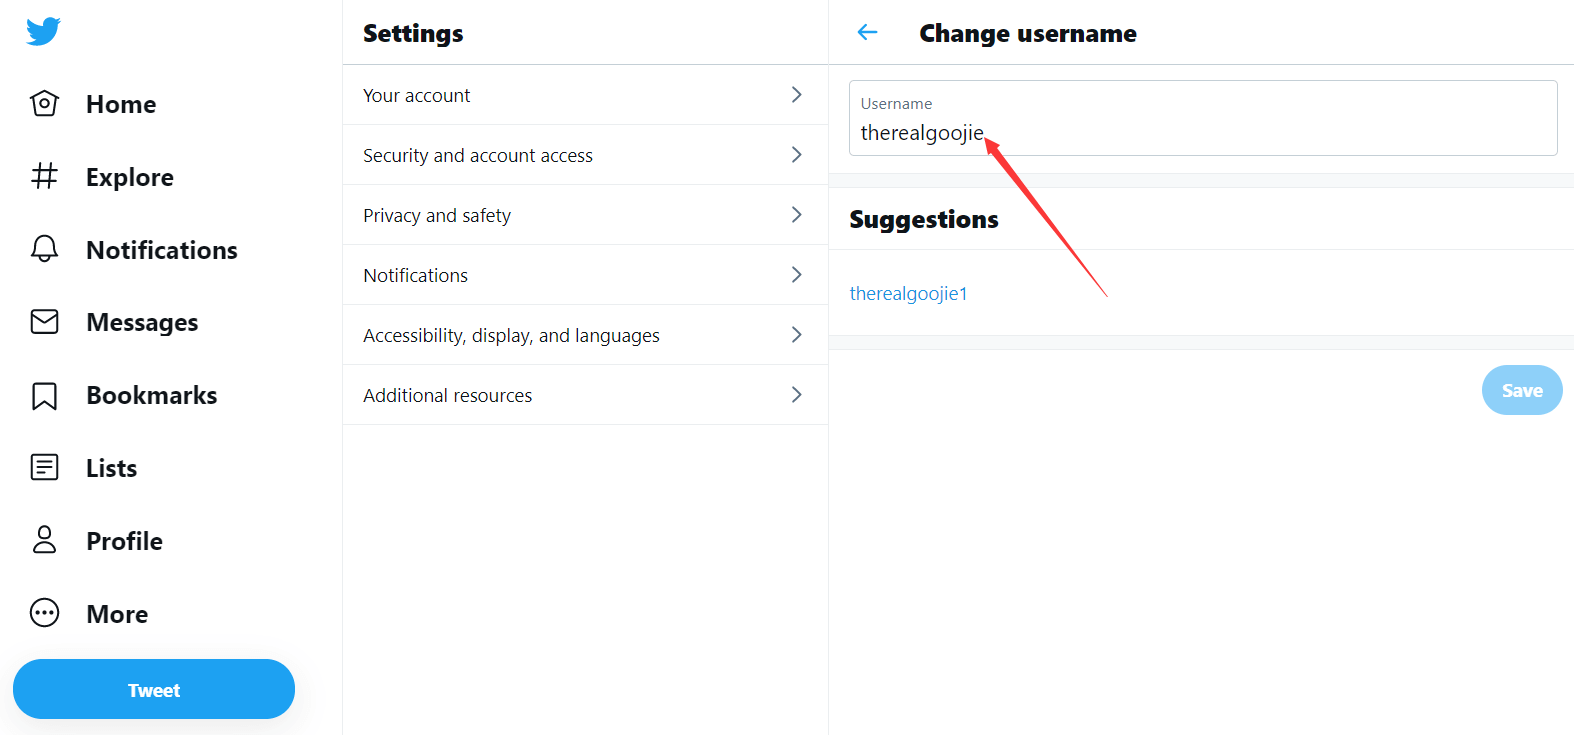 Home
Explore
Notifications
Messages
Bookmarks
Lists
Profile
More
Tweet
Settings
Your account
Security and account access
Privacy and safety
Notifications
Accessibility, display, and languages
Additional resources
Change username
Username
therealgoojie
Suggestions
therealgoojie1
Save